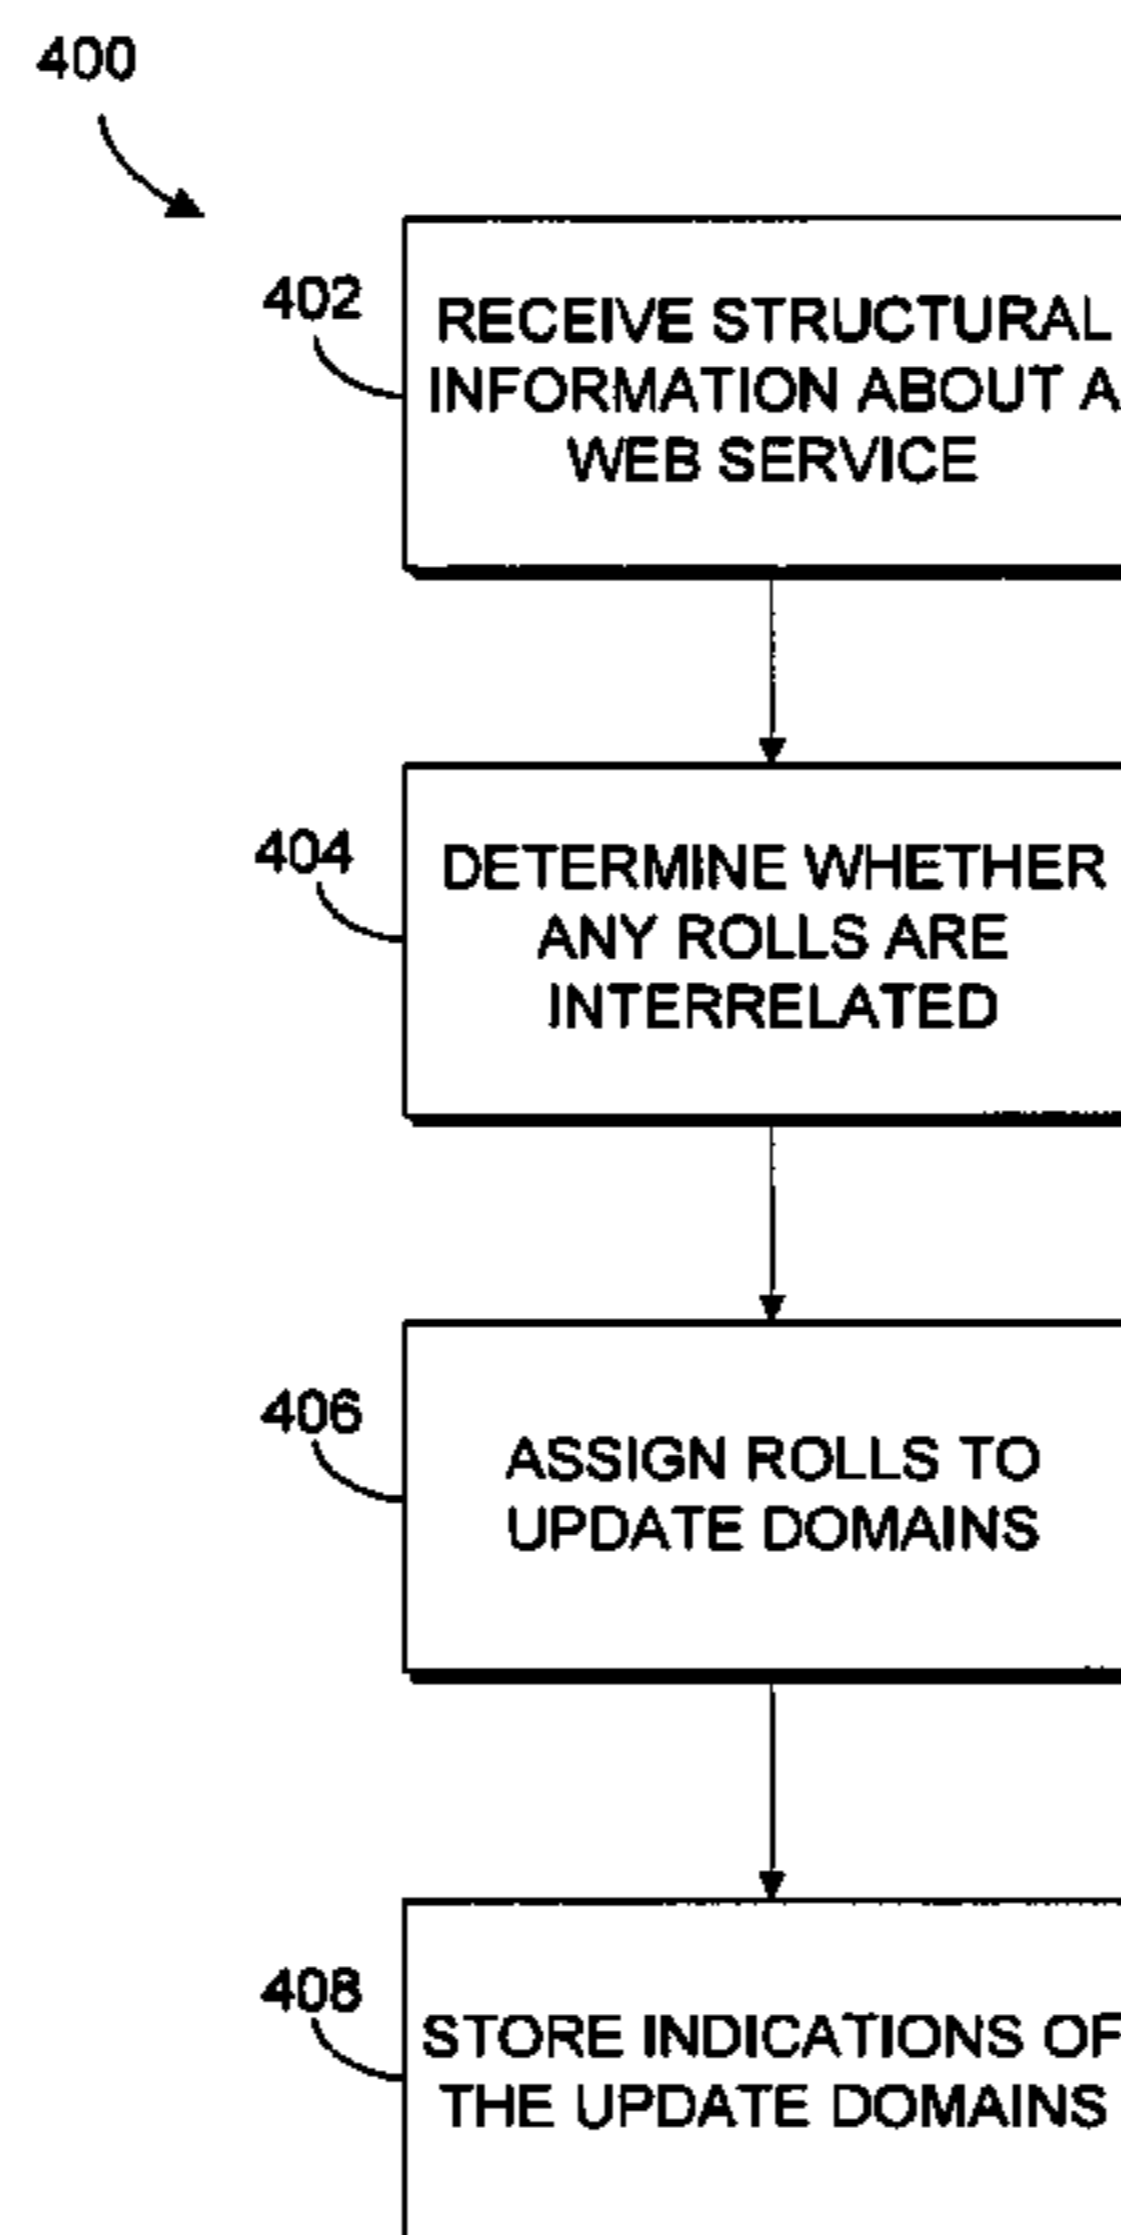 400
402
RECEIVE STRUCTURAL
INFORMATION ABOUT A
WEB SERVICE
404
DETERMINE WHETHER
ANY ROLLS ARE
INTERRELATED
406
ASSIGN ROLLS TO
UPDATE DOMAINS
408
STORE INDICATIONS OF
THE UPDATE DOMAINS